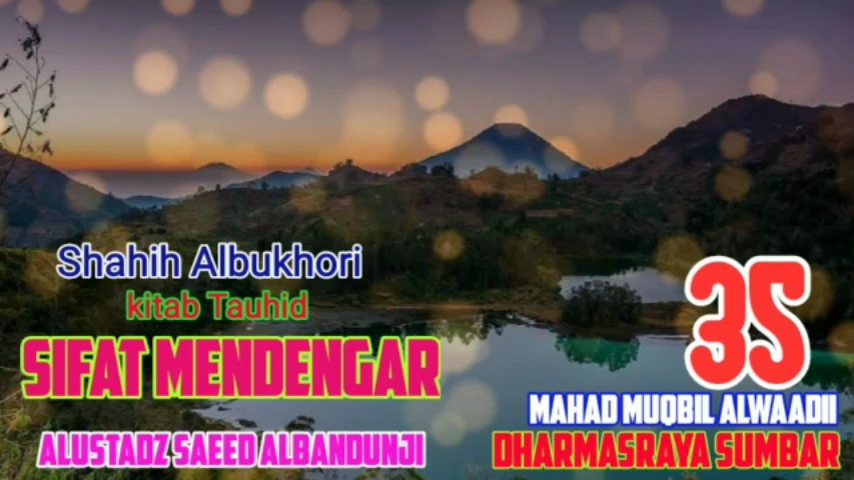 Shahih Albukhori
kitab Tauhid
SIFAT MENDENGAR
ALUSTADZ SAEED ALBANDUNJI
35
MAHAD MUQBIL ALWAADII
DHARMASRAYA SUMBAR